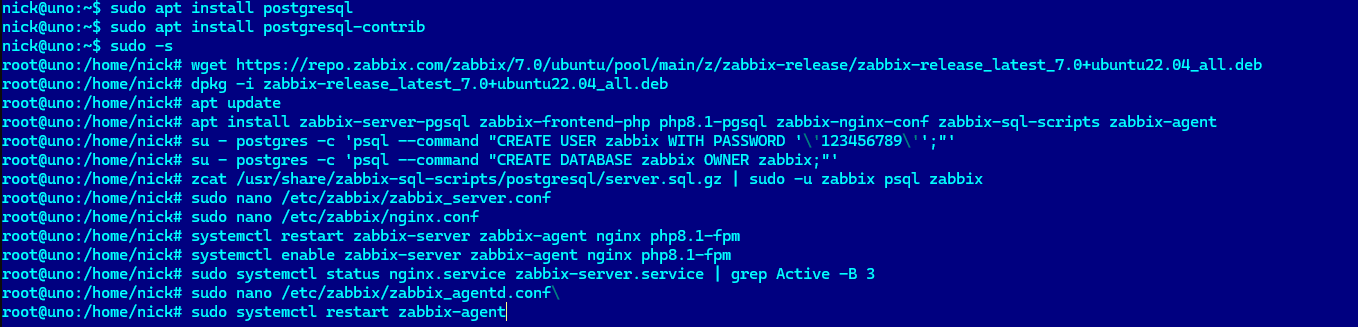 nick@uno:~$ sudo apt install postgresql
nick@uno:~$ sudo apt install postgresql-contrib
nick@uno:~$ sudo -s
root@uno:/home/nick# wget https://repo.zabbix.com/zabbix/7.0/ubuntu/pool/main/z/zabbix-release/zabbix-release_latest_7.0+ubuntu22.04_all.deb
root@uno:/home/nick# dpkg -i zabbix-release_latest_7.0+ubuntu22.04_all.deb
root@uno:/home/nick# apt update
root@uno:/home/nick# apt install zabbix-server-pgsql zabbix-frontend-php php8.1-pgsql zabbix-nginx-conf zabbix-sql-scripts zabbix-agent
root@uno:/home/nick# su - postgres -c 'psql --command "CREATE USER zabbix WITH PASSWORD '\'123456789\'';"'
root@uno:/home/nick# su - postgres -c 'psql --command "CREATE DATABASE zabbix OWNER zabbix;"'
root@uno:/home/nick# zcat /usr/share/zabbix-sql-scripts/postgresql/server.sql.gz | sudo -u zabbix psql zabbix
root@uno:/home/nick# sudo nano /etc/zabbix/zabbix_server.conf
root@uno:/home/nick# sudo nano /etc/zabbix/nginx.conf
root@uno:/home/nick# systemctl restart zabbix-server zabbix-agent nginx php8.1-fpm
root@uno:/home/nick# systemctl enable zabbix-server zabbix-agent nginx php8.1-fpm
root@uno:/home/nick# sudo systemctl status nginx.service zabbix-server.service | grep Active -B 3
root@uno:/home/nick# sudo nano /etc/zabbix/zabbix_agentd.conf\
root@uno:/home/nick# sudo systemctl restart zabbix-agent